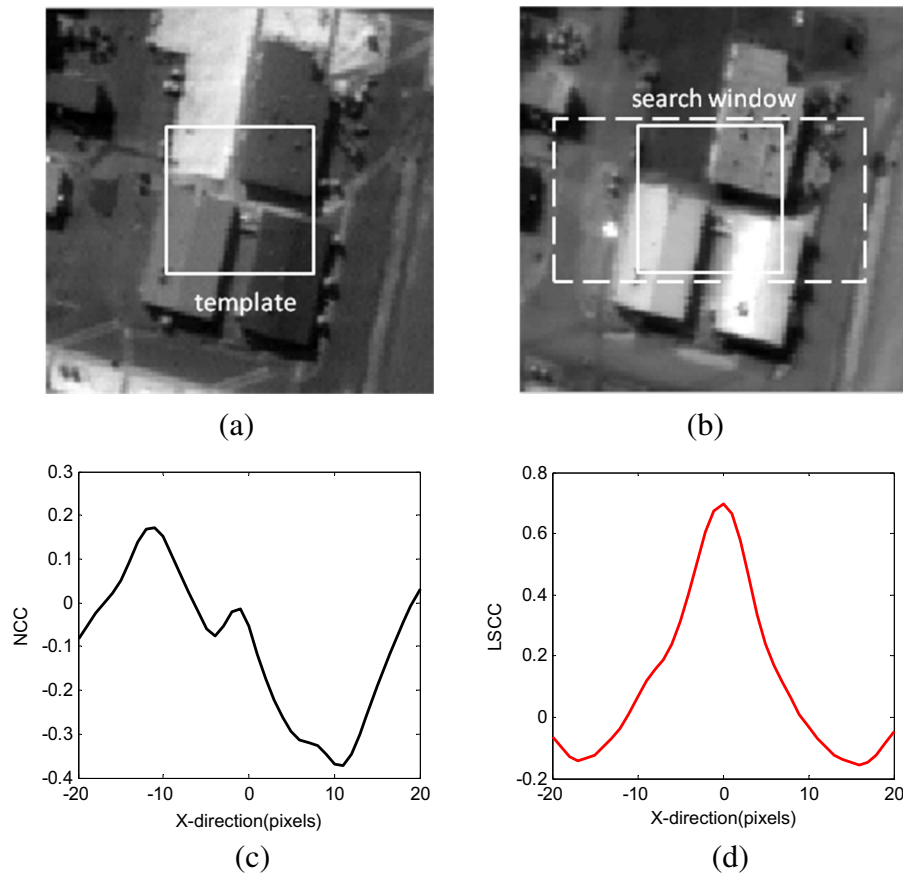 template
search window
(a)
(b)
0.3
0.2
0.1
0
-0.1
-0.2
-0.3
-0.4
NCC
-20
-10
0
10
20
X-direction(pixels)
(c)
0.8
0.6
0.4
0.2
0
-0.2
LSCC
-20
-10
0
10
20
X-direction(pixels)
(d)